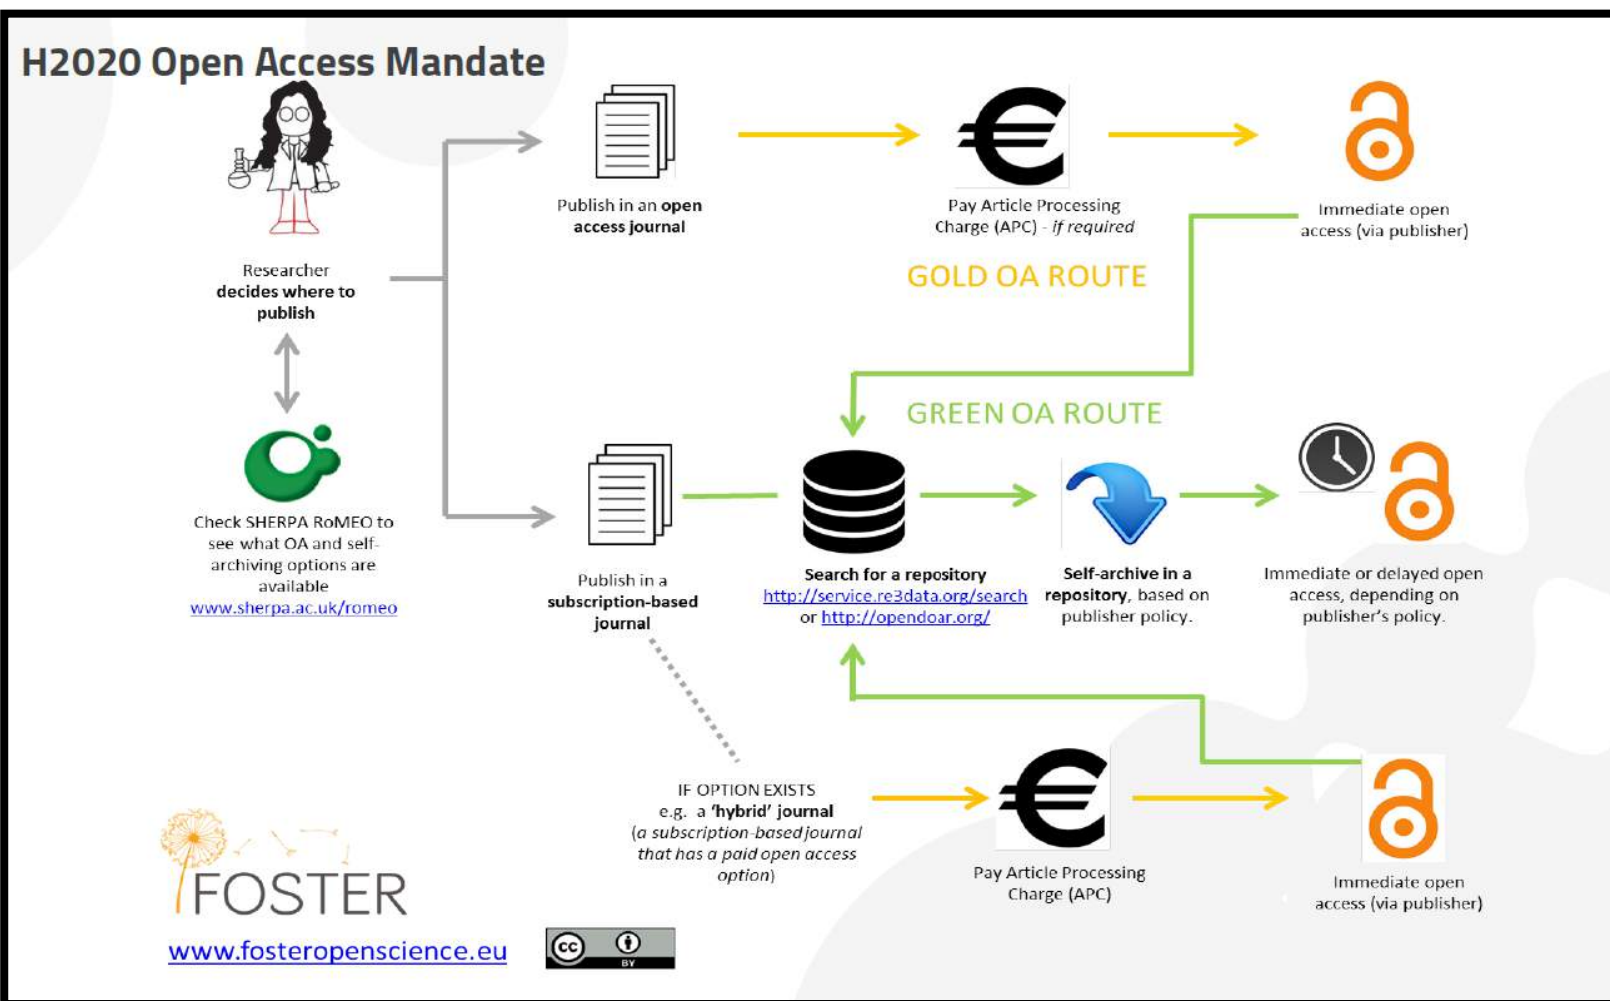 H2020 Open Access Mandate
Researcher
decides where to
publish
Check SHERPA RoMEO to
see what OA and self-
archiving options are
available
www.sherpa.ac.uk/romeo
Publish in an open
access journal
Pay Article Processing
Charge (APC) - if required
Immediate open
access (via publisher)
GOLD OA ROUTE
GREEN OA ROUTE
Publish in a
subscription-based
journal
Search for a repository
http://service.re3data.org/search
or http://opendoar.org/
Self-archive in a
repository, based on
publisher policy.
Immediate or delayed open
access, depending on
publisher's policy.
IF OPTION EXISTS
e.g. a 'hybrid' journal
(a subscription-based journal
that has a paid open access
option)
Pay Article Processing
Charge (APC)
Immediate open
access (via publisher)
FOSTER
www.fosteropenscience.eu
cc
BY